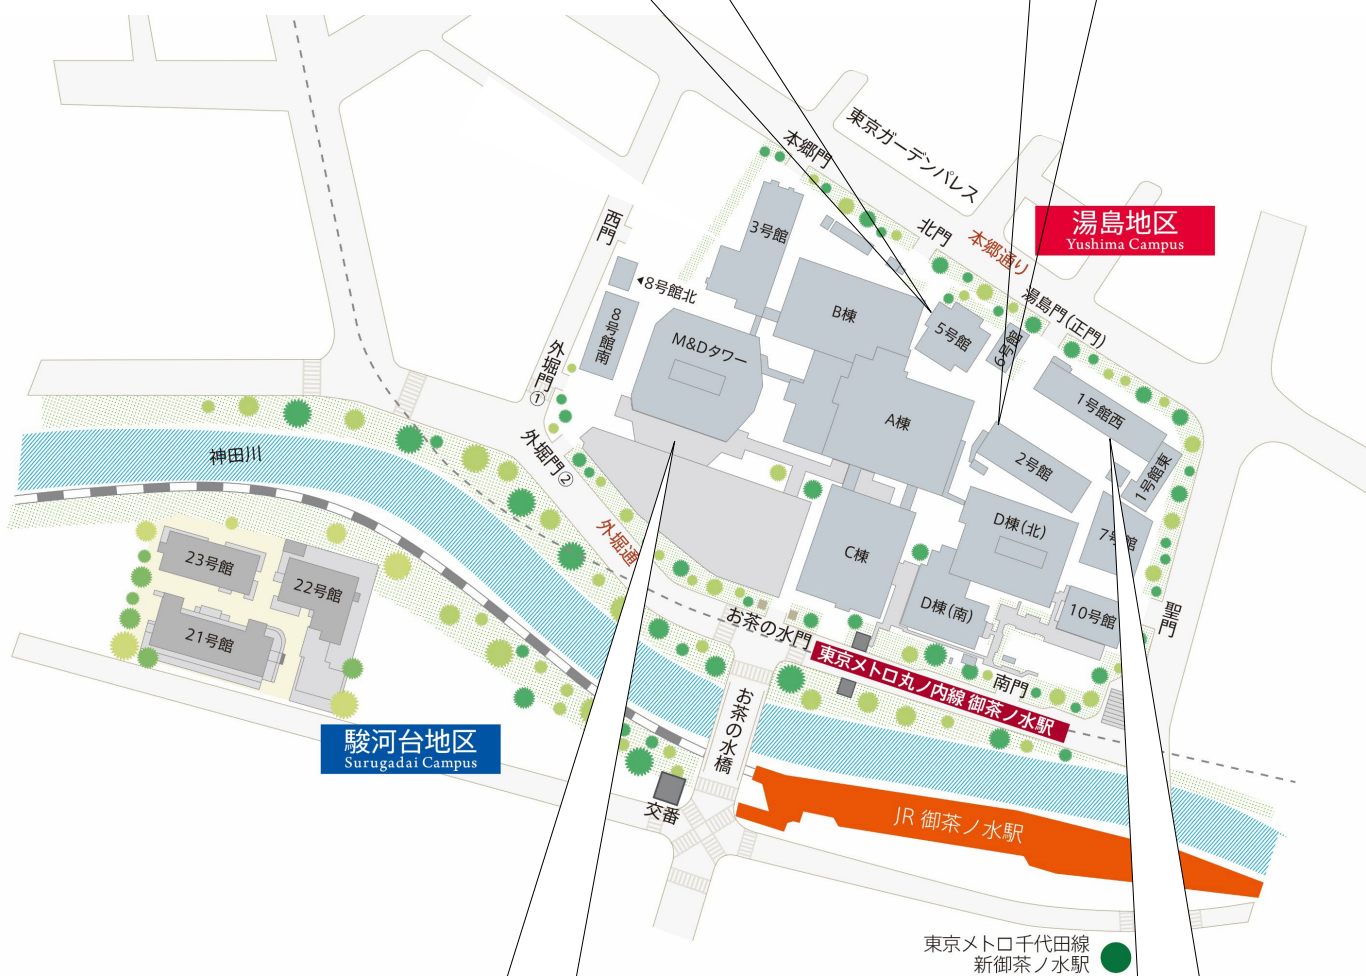 本郷門
東京ガーデンパレス
湯島地区
Yushima Campus
西門
3号館
北門
本郷通り
◀8号館北
湯島門(正門)
8号館南
B棟
5号館
6号館
M&Dタワー
外堀門①
1号館西
A棟
外堀門②
神田川
2号館
1号館東
外堀通
D棟(北)
7号館
C棟
23号館
22号館
D棟(南)
10号館
聖門
21号館
お茶の水門
東京メトロ丸ノ内線 御茶ノ水駅
南門
お茶の水橋
駿河台地区
Surugadai Campus
交番
JR 御茶ノ水駅
東京メトロ千代田線
新御茶ノ水駅